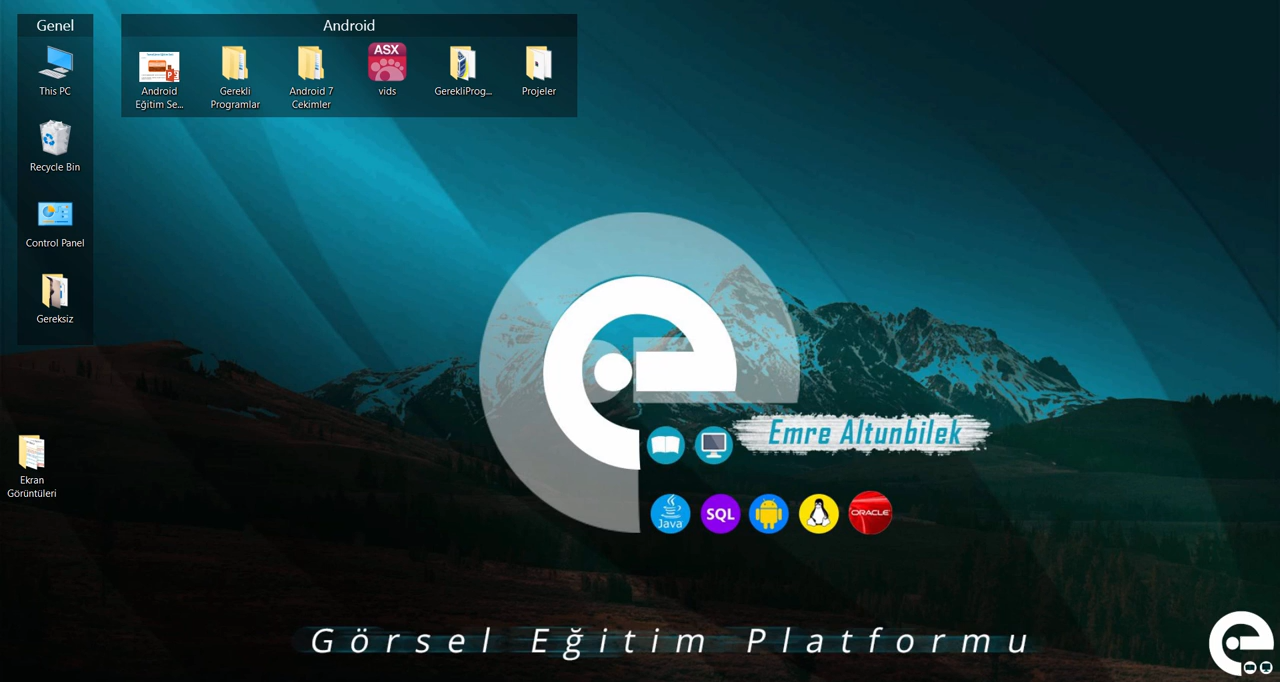 Genel
This PC
Recycle Bin
Control Panel
Gereksiz
Android
Android
Eğitim Se...
Gerekli
Programlar
Android 7
Cekimler
ASX
vids
GerekliProg...
Projeler
Ekran
Görüntüleri
Emre Altunbilek
Java
SQL
ORACLE
Görsel Eğitim Platformu